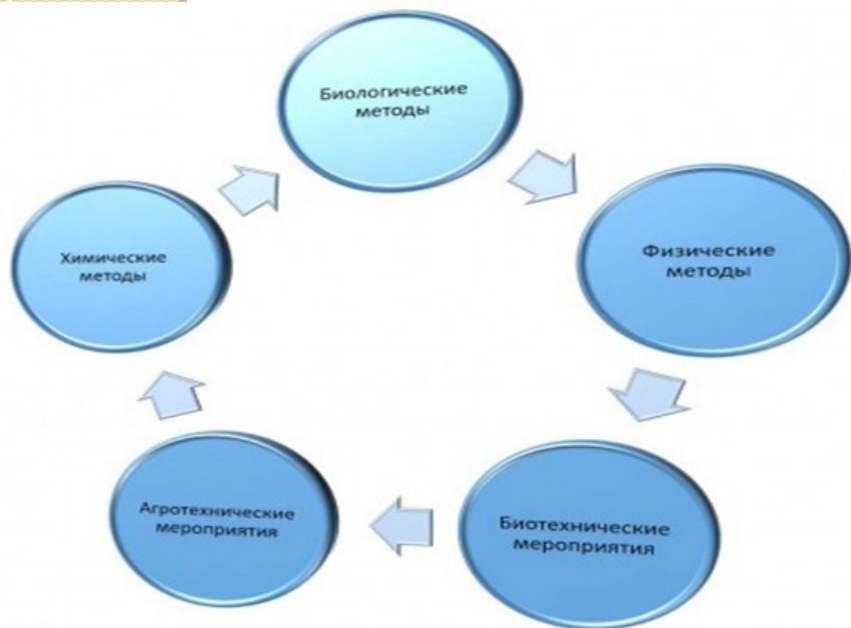 Биологические
методы
Физические
методы
Биотехнические
мероприятия
Агротехнические
мероприятия
Химические
методы